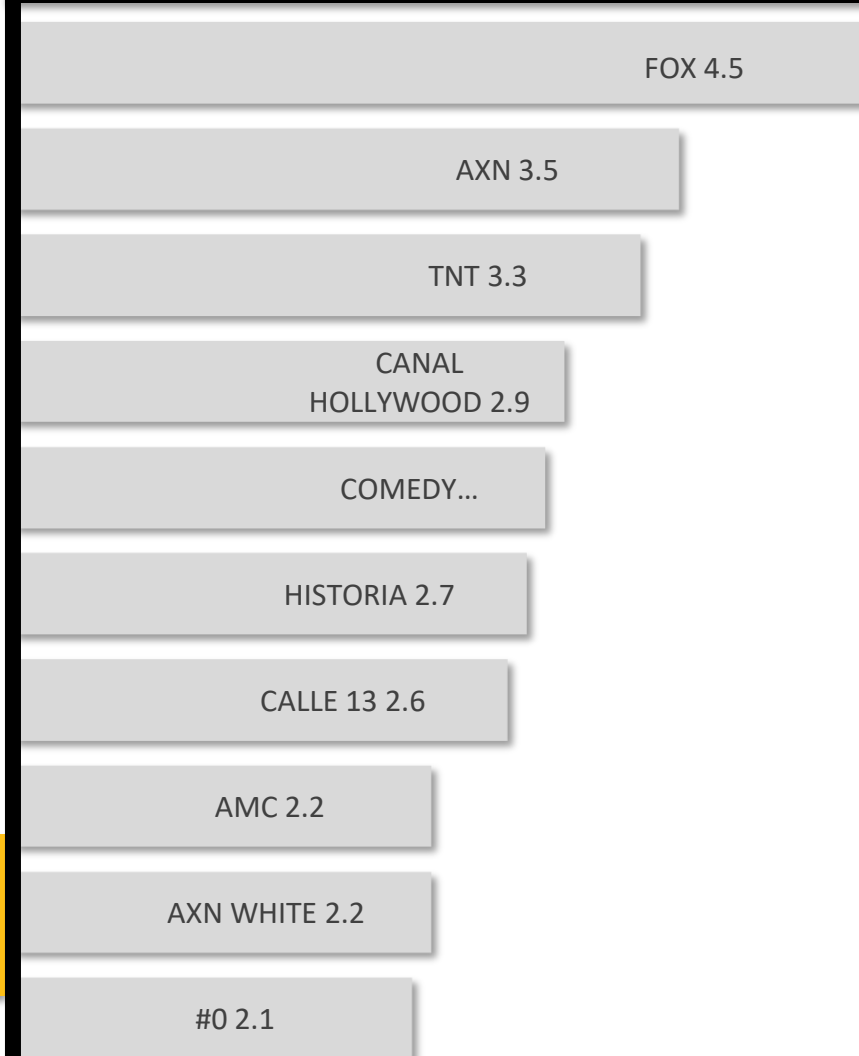 FOX 4.5
AXN 3.5
TNT 3.3
CANAL
HOLLYWOOD 2.9
COMEDY…
HISTORIA 2.7
CALLE 13 2.6
AMC 2.2
AXN WHITE 2.2
#0 2.1